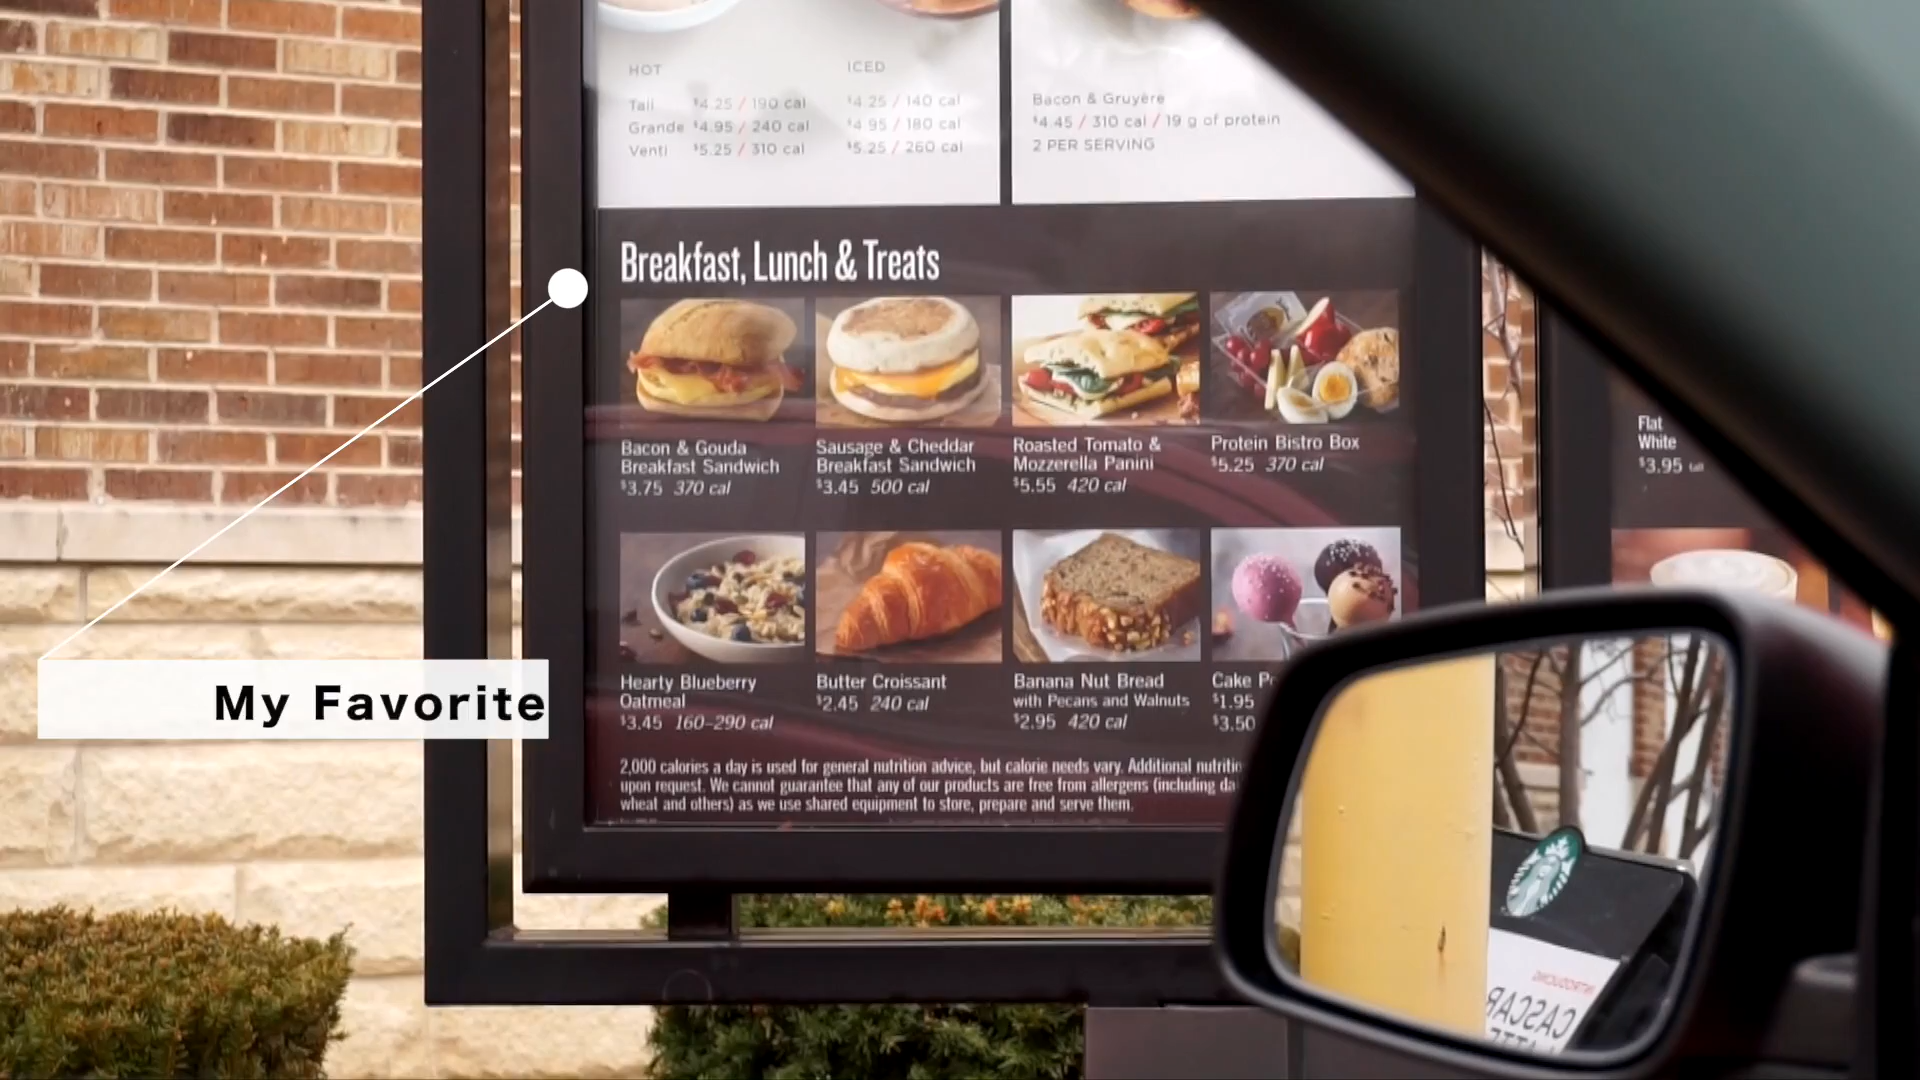 HOT
Tall $4.25 / 190 cal
Grande $4.95 / 240 cal
Venti $5.25 / 310 cal
ICED
$4.25 / 140 cal
$4.95 / 180 cal
$5.25 / 260 cal
Bacon & Gruyère
$4.45 / 310 cal / 19 g of protein
2 PER SERVING
Breakfast, Lunch & Treats
Bacon & Gouda
Breakfast Sandwich
$3.75 370 cal
Sausage & Cheddar
Breakfast Sandwich
$3.45 500 cal
Roasted Tomato &
Mozzerella Panini
$5.55 420 cal
Protein Bistro Box
$5.25 370 cal
Hearty Blueberry
Oatmeal
$3.45 160-290 cal
Butter Croissant
$2.45 240 cal
Banana Nut Bread
with Pecans and Walnuts
$2.95 420 cal
Cake
$1.95
$3.50
2,000 calories a day is used for general nutrition advice, but calorie needs vary. Additional
upon request. We cannot guarantee that any of our products are free from allergens (including
wheat and others) as we use shared equipment to store, prepare and serve them.
Flat
White
$3.95 tall
My Favorite
CASCAR